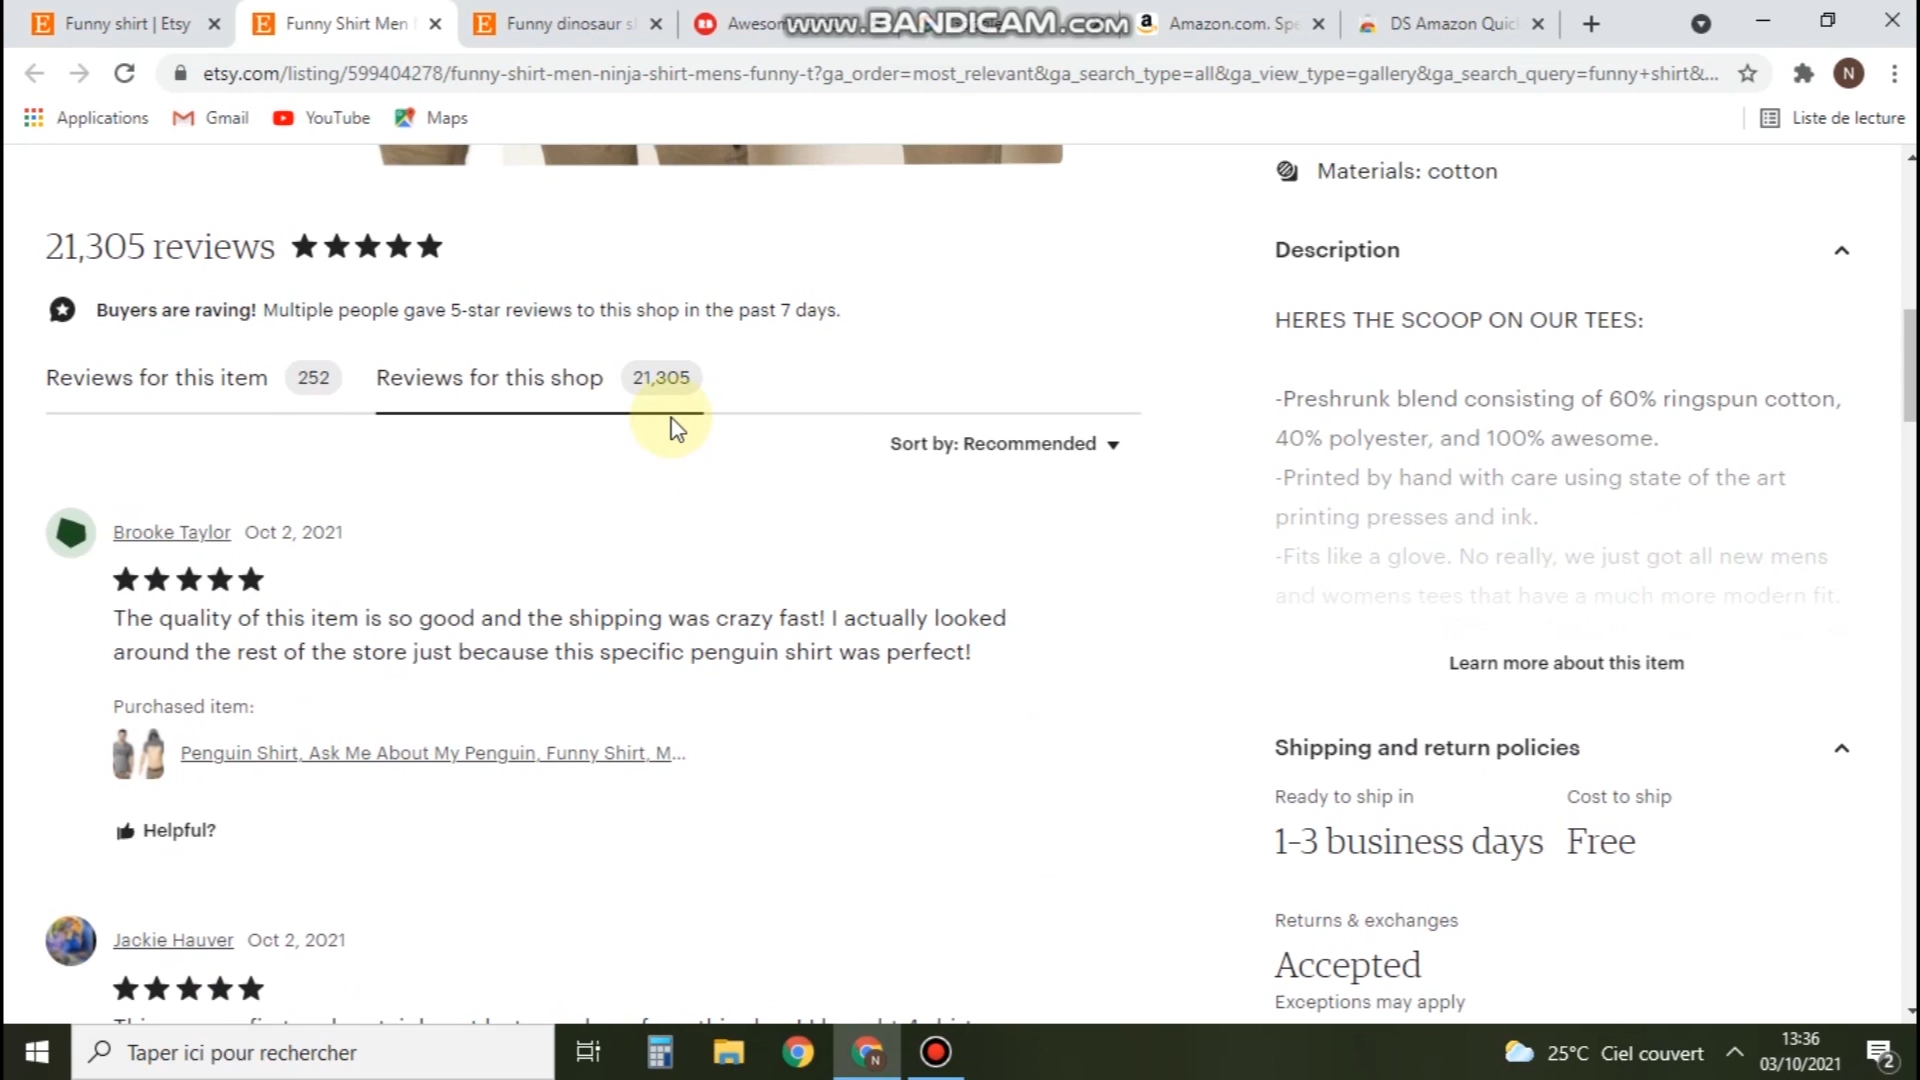 Funny shirt | Etsy
Funny Shirt Men
Funny dinosaur s
Awesom
www.BANDICAM.com
Amazon.com. Spe
DS Amazon Quic
etsy.com/listing/599404278/funny-shirt-men-ninja-shirt-mens-funny-t?ga_order=most_relevant&ga_search_type=all&ga_view_type=gallery&ga_search_query=funny+shirt&...
N
Applications
Gmail
YouTube
Maps
Liste de lecture
Materials: cotton
21,305 reviews
Buyers are raving! Multiple people gave 5-star reviews to this shop in the past 7 days.
Reviews for this item 252
Reviews for this shop 21,305
Sort by: Recommended
Brooke Taylor Oct 2, 2021
The quality of this item is so good and the shipping was crazy fast! I actually looked
around the rest of the store just because this specific penguin shirt was perfect!
Purchased item:
Penguin Shirt, Ask Me About My Penguin, Funny Shirt, M...
Helpful?
Jackie Hauver Oct 2, 2021
Description
HERES THE SCOOP ON OUR TEES:
-Preshrunk blend consisting of 60% ringspun cotton,
40% polyester, and 100% awesome.
-Printed by hand with care using state of the art
printing presses and ink.
-Fits like a glove. No really, we just got all new mens
and womens tees that have a much more modern fit.
Learn more about this item
Shipping and return policies
Ready to ship in
Cost to ship
1-3 business days
Free
Returns & exchanges
Accepted
Exceptions may apply
Taper ici pour rechercher
N
25°C Ciel couvert
13:36
03/10/2021
2